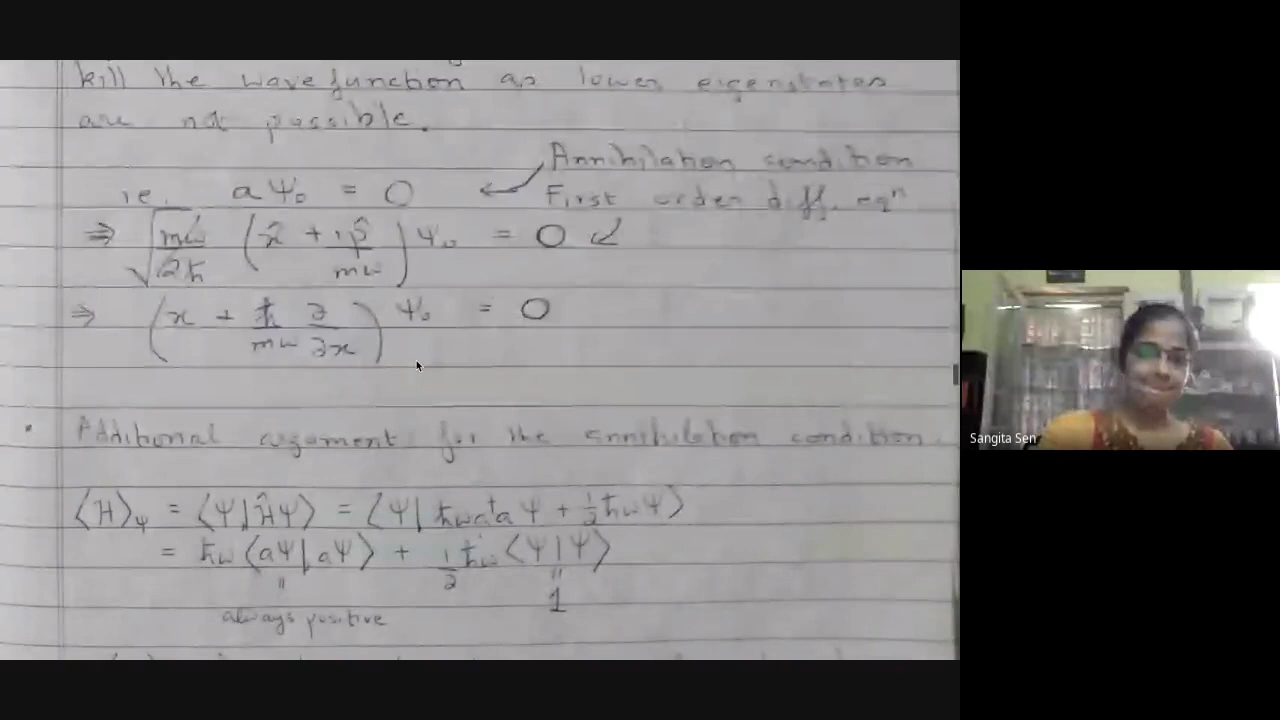 kill the wavefunction as lower eigenstates
are not possible.
Annihilation condition
ie. aψ₀ = 0 ← First order diff. eqⁿ
⇒ √(mω/2ħ) (x̂ + ip̂/mω) ψ₀ = 0 ↙
⇒ (x + ħ/mω ∂/∂x) ψ₀ = 0
• Additional argument for the annihilation condition.
⟨H⟩ψ = ⟨ψ|Ĥψ⟩ = ⟨ψ| ħωa†aψ + ½ħωψ⟩
= ħω⟨aψ|aψ⟩ + ½ħω⟨ψ|ψ⟩
" "
always positive 1
Sangita Sen